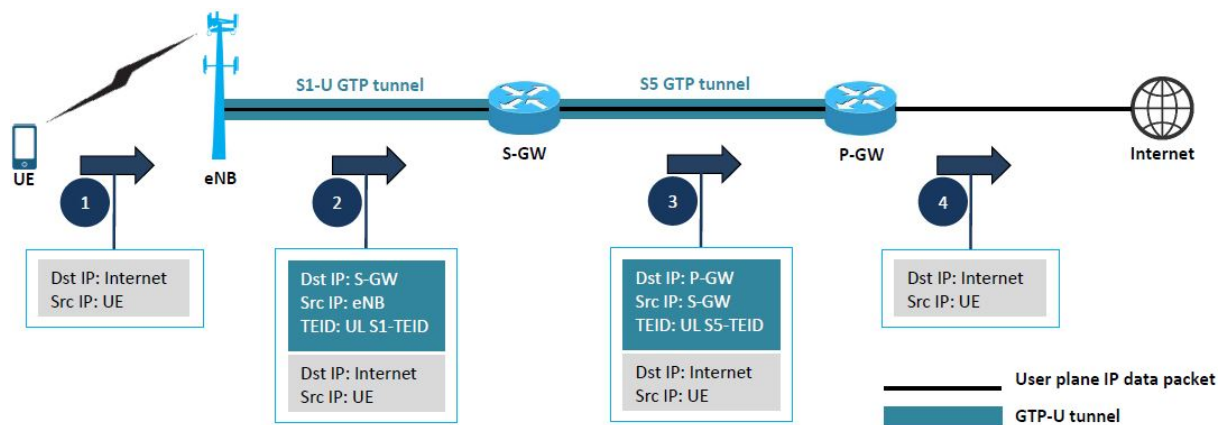 S1-U GTP tunnel
S5 GTP tunnel
UE
eNB
S-GW
P-GW
Internet
1
2
3
4
Dst IP: Internet
Src IP: UE
Dst IP: S-GW
Src IP: eNB
TEID: UL S1-TEID
Dst IP: Internet
Src IP: UE
Dst IP: P-GW
Src IP: S-GW
TEID: UL S5-TEID
Dst IP: Internet
Src IP: UE
Dst IP: Internet
Src IP: UE
User plane IP data packet
GTP-U tunnel